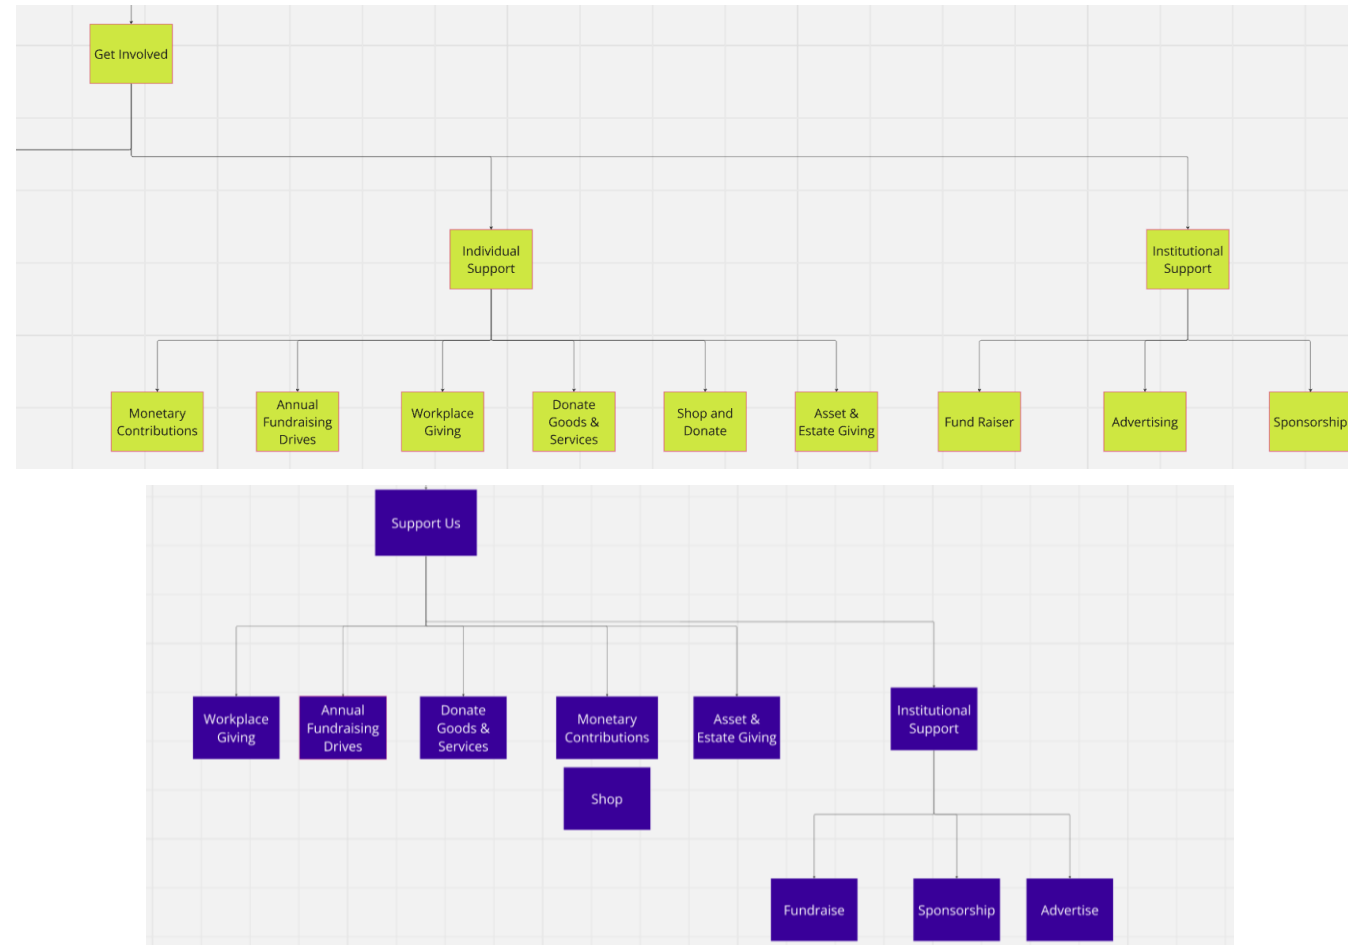 Get Involved
Individual
Support
Institutional
Support
Monetary
Contributions
Annual
Fundraising
Drives
Workplace
Giving
Donate
Goods &
Services
Shop and
Donate
Asset &
Estate Giving
Fund Raiser
Advertising
Sponsorship
Support Us
Workplace
Giving
Annual
Fundraising
Drives
Donate
Goods &
Services
Monetary
Contributions
Asset &
Estate Giving
Institutional
Support
Shop
Fundraise
Sponsorship
Advertise